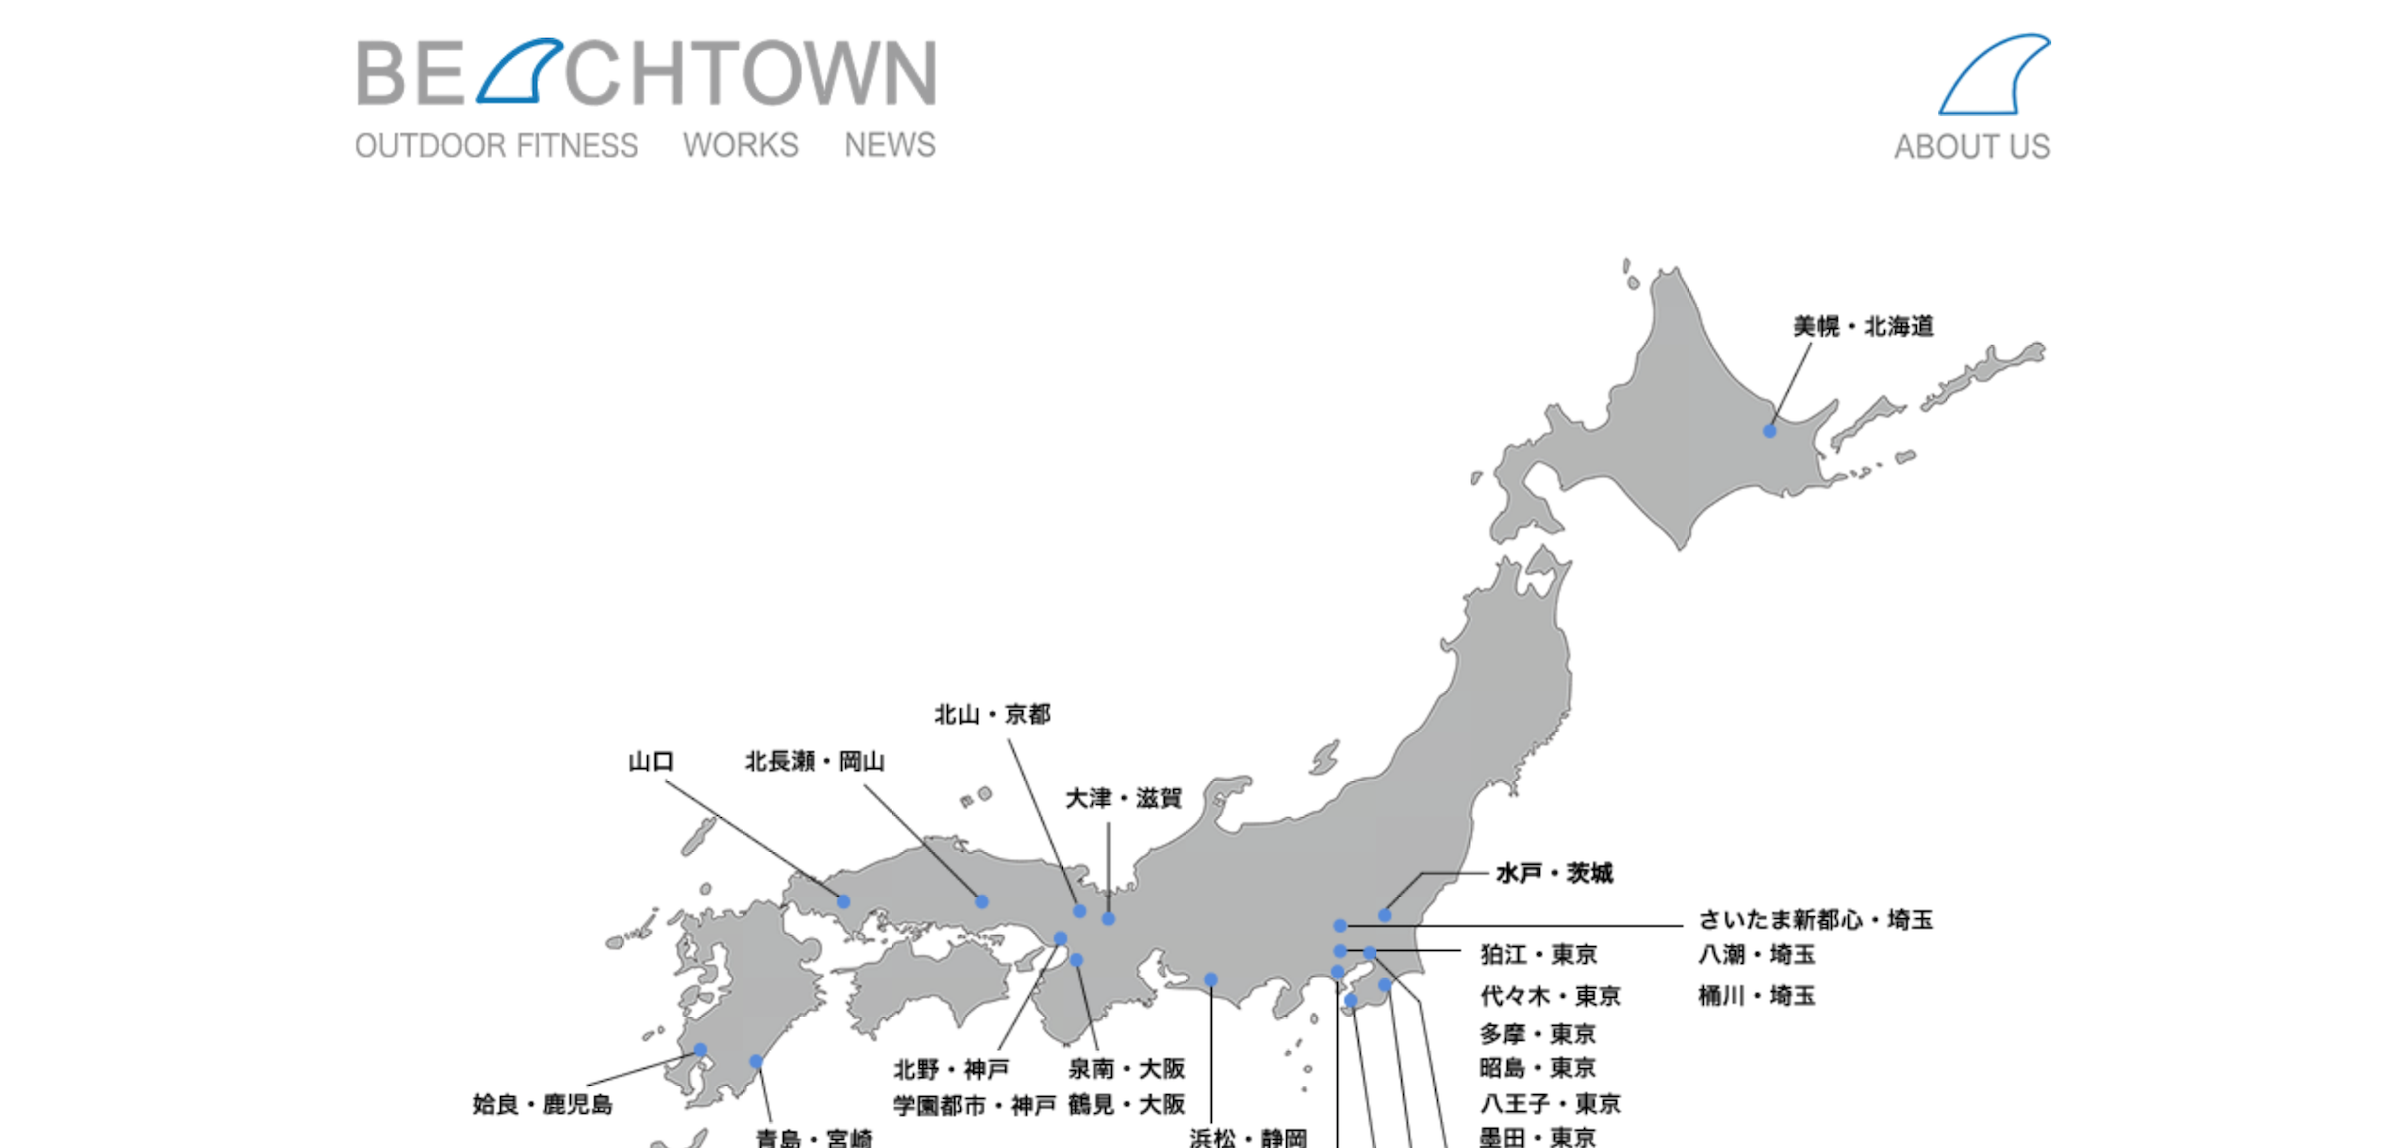 BEACHTOWN
OUTDOOR FITNESS WORKS NEWS
ABOUT US
美幌・北海道
北山・京都
山口
北長瀬・岡山
大津・滋賀
水戸・茨城
さいたま新都心・埼玉
狛江・東京
八潮・埼玉
代々木・東京
桶川・埼玉
多摩・東京
北野・神戸
泉南・大阪
昭島・東京
姶良・鹿児島
学園都市・神戸
鶴見・大阪
八王子・東京
青島・宮崎
浜松・静岡
墨田・東京